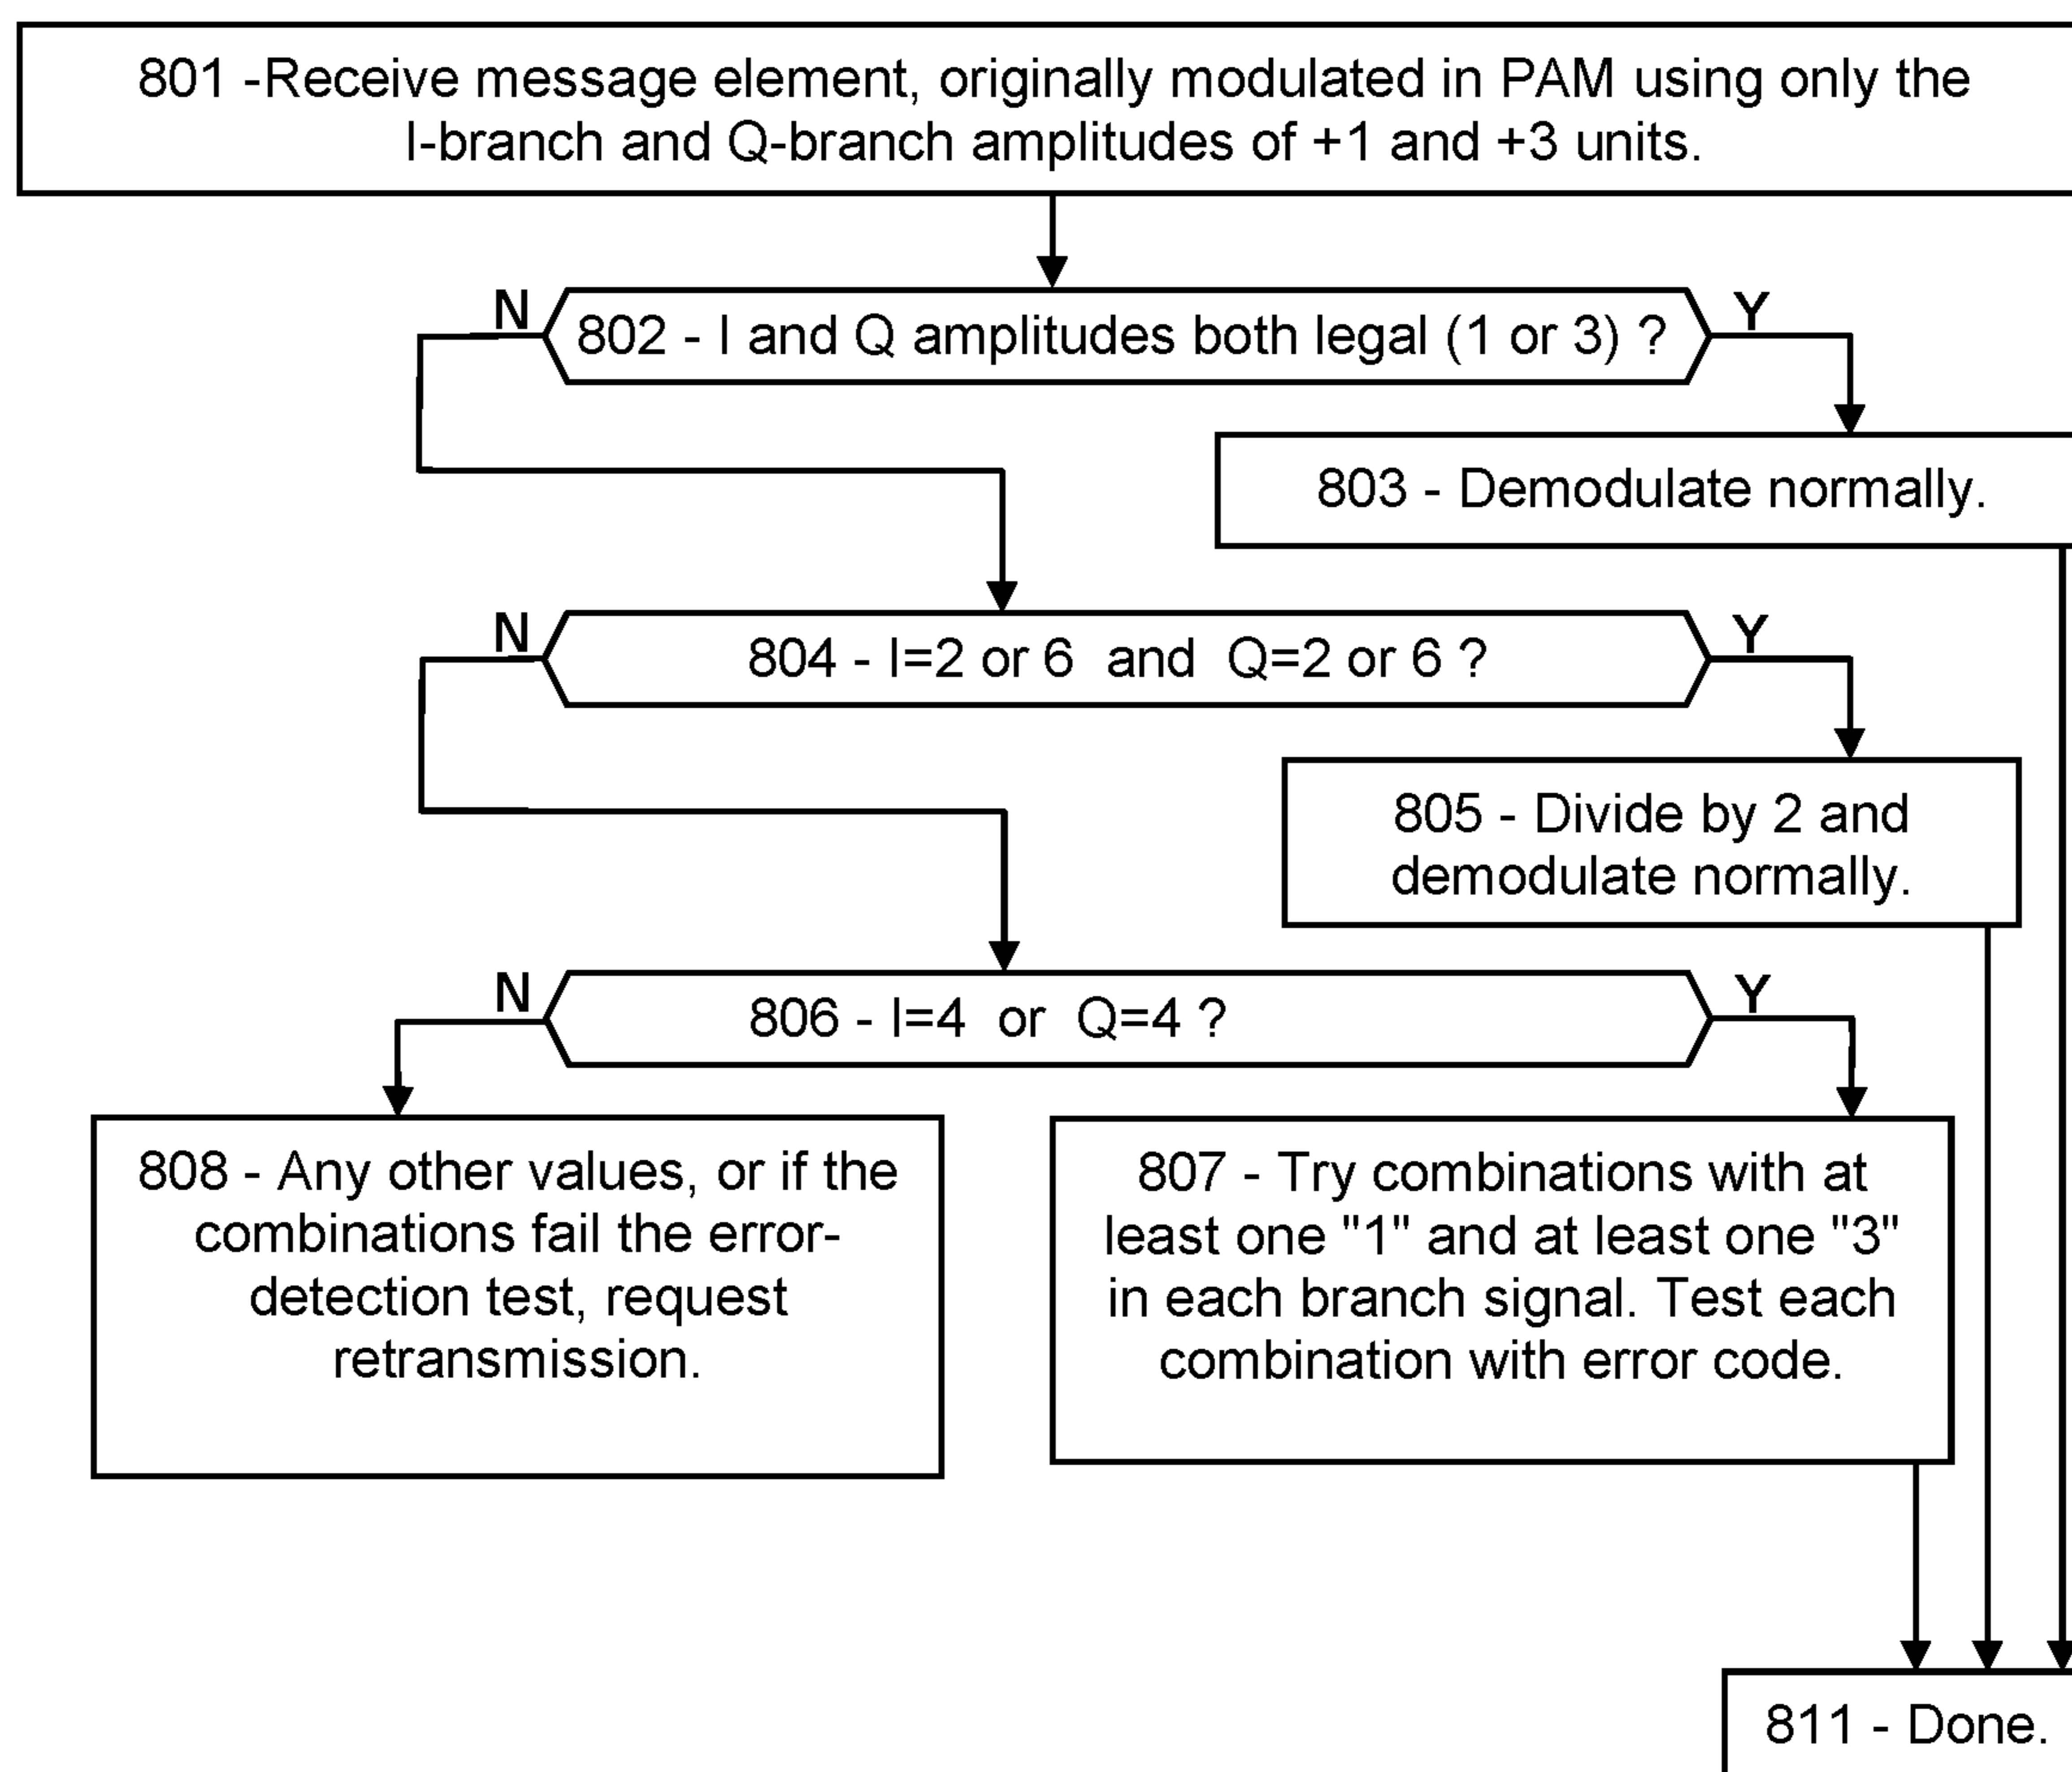 801 -Receive message element, originally modulated in PAM using only the
I-branch and Q-branch amplitudes of +1 and +3 units.
N
802 - I and Q amplitudes both legal (1 or 3) ?
Y
803 - Demodulate normally.
N
804 - I=2 or 6 and Q=2 or 6 ?
Y
805 - Divide by 2 and
demodulate normally.
N
806 - I=4 or Q=4 ?
Y
808 - Any other values, or if the
combinations fail the error-
detection test, request
retransmission.
807 - Try combinations with at
least one "1" and at least one "3"
in each branch signal. Test each
combination with error code.
811 - Done.